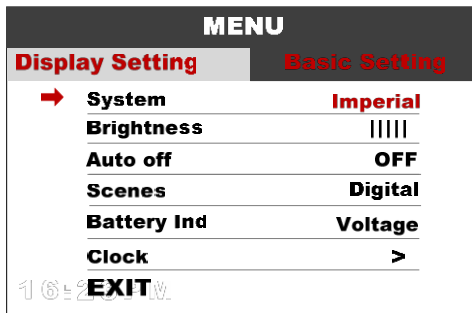 MENU
Display Setting Basic Setting
System Imperial
Brightness |||||
Auto off OFF
Scenes Digital
Battery Ind Voltage
Clock >
EXIT